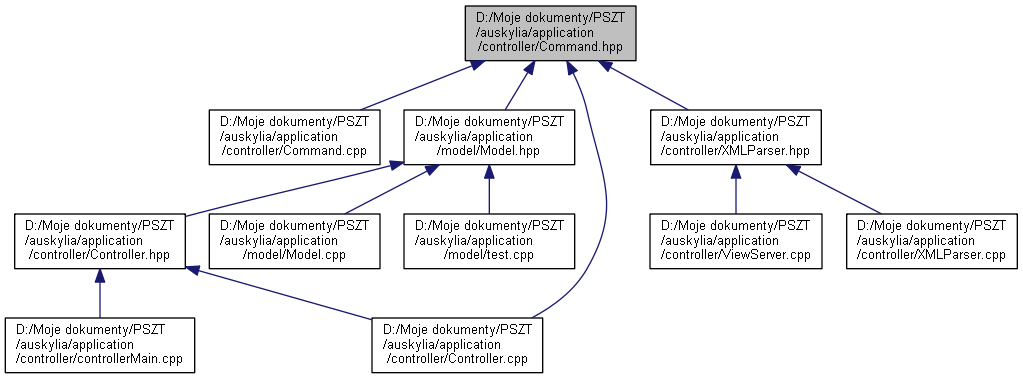 D:/Moje dokumenty/PSZT
/auskylia/application
/controller/Command.hpp
D:/Moje dokumenty/PSZT
/auskylia/application
/controller/Command.cpp
D:/Moje dokumenty/PSZT
/auskylia/application
/model/Model.hpp
D:/Moje dokumenty/PSZT
/auskylia/application
/controller/XMLParser.hpp
D:/Moje dokumenty/PSZT
/auskylia/application
/controller/Controller.hpp
D:/Moje dokumenty/PSZT
/auskylia/application
/model/Model.cpp
D:/Moje dokumenty/PSZT
/auskylia/application
/model/test.cpp
D:/Moje dokumenty/PSZT
/auskylia/application
/controller/ViewServer.cpp
D:/Moje dokumenty/PSZT
/auskylia/application
/controller/XMLParser.cpp
D:/Moje dokumenty/PSZT
/auskylia/application
/controller/controllerMain.cpp
D:/Moje dokumenty/PSZT
/auskylia/application
/controller/Controller.cpp